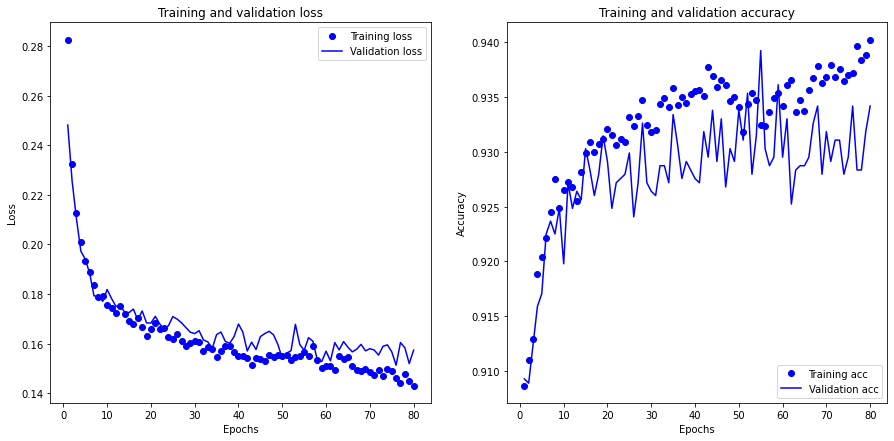 Training and validation loss
0.28
0.26
0.24
0.22
0.20
0.18
0.16
0.14
Loss
Training loss
Validation loss
0 10 20 30 40 50 60 70 80
Epochs
Training and validation accuracy
0.940
0.935
0.930
0.925
0.920
0.915
0.910
Accuracy
Training acc
Validation acc
0 10 20 30 40 50 60 70 80
Epochs